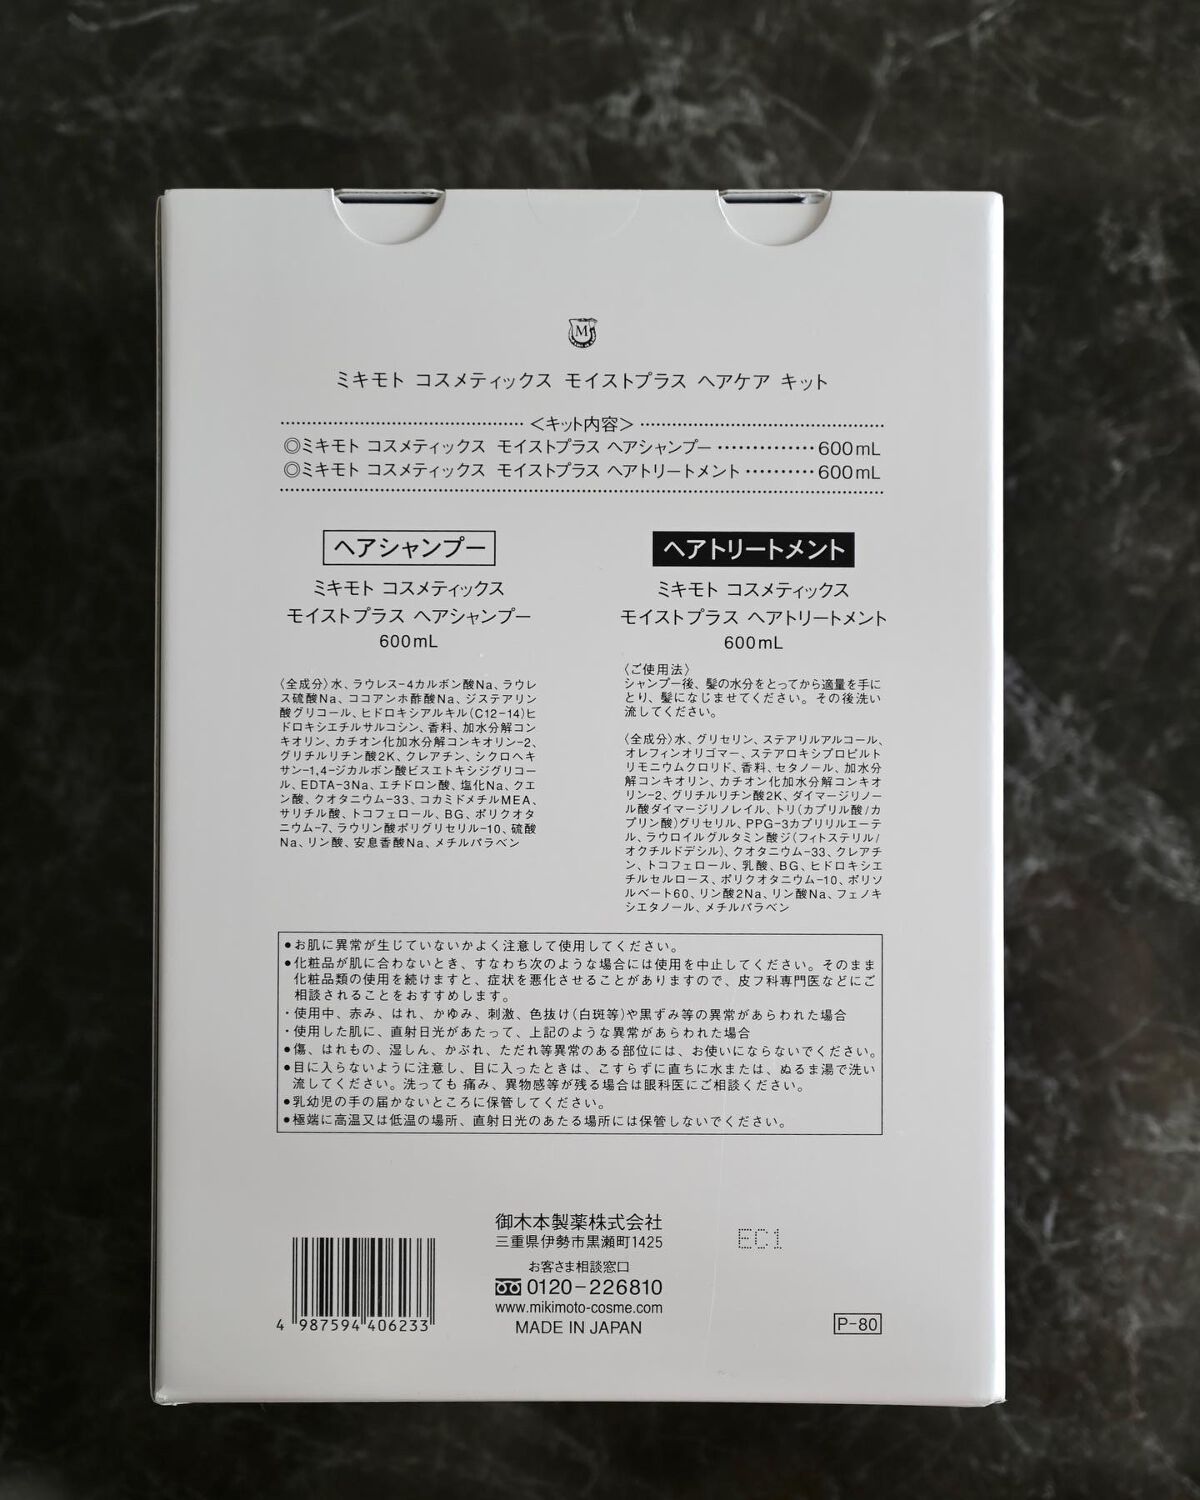 M
ミキモト コスメティックス モイストプラス ヘアケア キット
<キット内容>
◎ミキモト コスメティックス モイストプラス ヘアシャンプー ・・・・・・・・・・・・・ 600mL
◎ミキモト コスメティックス モイストプラス ヘアトリートメント ・・・・・・・・・・ 600mL
ヘアシャンプー
ミキモト コスメティックス
モイストプラス ヘアシャンプー
600mL
〈全成分〉水、ラウレス-4カルボン酸Na、ラウレ
ス硫酸Na、ココアンホ酢酸Na、ジステアリン
酸グリコール、ヒドロキシアルキル(C12-14)ヒ
ドロキシエチルサルコシン、香料、加水分解コン
キオリン、カチオン化加水分解コンキオリン-2、
グリチルリチン酸2K、クレアチン、シクロヘキ
サン-1,4-ジカルボン酸ビスエトキシジグリコー
ル、EDTA-3Na、エチドロン酸、塩化Na、クエ
ン酸、クオタニウム-33、コカミドメチルMEA、
サリチル酸、トコフェロール、BG、ポリクオタ
ニウム-7、ラウリン酸ポリグリセリル-10、硫酸
Na、リン酸、安息香酸Na、メチルパラベン
ヘアトリートメント
ミキモト コスメティックス
モイストプラス ヘアトリートメント
600mL
〈ご使用法〉
シャンプー後、髪の水分をとってから適量を手に
とり、髪になじませてください。その後洗い
流してください。
〈全成分〉水、グリセリン、ステアリルアルコール、
オレフィンオリゴマー、ステアロキシプロピルト
リモニウムクロリド、香料、セタノール、加水分
解コンキオリン、カチオン化加水分解コンキオ
リン-2、グリチルリチン酸2K、ダイマージリノー
ル酸ダイマージリノレイル、トリ(カプリル酸/カ
プリン酸)グリセリル、PPG-3カプリリルエーテ
ル、ラウロイルグルタミン酸ジ(フィトステリル/
オクチルドデシル)、クオタニウム-33、クレアチ
ン、トコフェロール、乳酸、BG、ヒドロキシエ
チルセルロース、ポリクオタニウム-10、ポリソ
ルベート60、リン酸2Na、リン酸Na、フェノキ
シエタノール、メチルパラベン
●お肌に異常が生じていないかよく注意して使用してください。
●化粧品が肌に合わないとき、すなわち次のような場合には使用を中止してください。そのまま
化粧品類の使用を続けますと、症状を悪化させることがありますので、皮フ科専門医などにご
相談されることをおすすめします。
・使用中、赤み、はれ、かゆみ、刺激、色抜け(白斑等)や黒ずみ等の異常があらわれた場合
・使用した肌に、直射日光があたって、上記のような異常があらわれた場合
●傷、はれもの、湿しん、かぶれ、ただれ等異常のある部位には、お使いにならないでください。
●目に入らないように注意し、目に入ったときは、こすらずに直ちに水または、ぬるま湯で洗い
流してください。洗っても 痛み、異物感等が残る場合は眼科医にご相談ください。
●乳幼児の手の届かないところに保管してください。
●極端に高温又は低温の場所、直射日光のあたる場所には保管しないでください。
御木本製薬株式会社
三重県伊勢市黒瀬町1425
お客さま相談窓口
0120-226810
www.mikimoto-cosme.com
MADE IN JAPAN
EC1
4 987594 406233
P-80